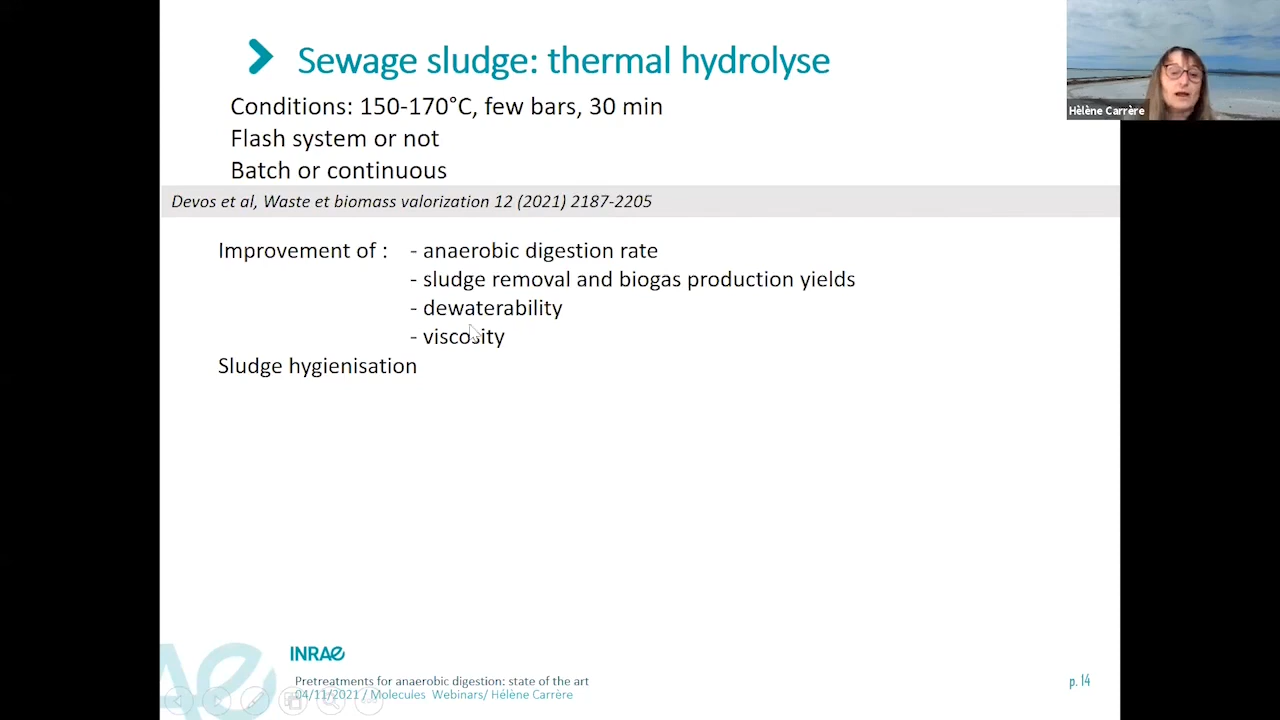 Sewage sludge: thermal hydrolyse
Hélène Carrère
Conditions: 150-170°C, few bars, 30 min
Flash system or not
Batch or continuous
Devos et al, Waste et biomass valorization 12 (2021) 2187-2205
Improvement of : - anaerobic digestion rate
- sludge removal and biogas production yields
- dewaterability
- viscosity
Sludge hygienisation
INRAE
Pretreatments for anaerobic digestion: state of the art
04/11/2021 / Molecules Webinars/ Hélène Carrère
p. 14